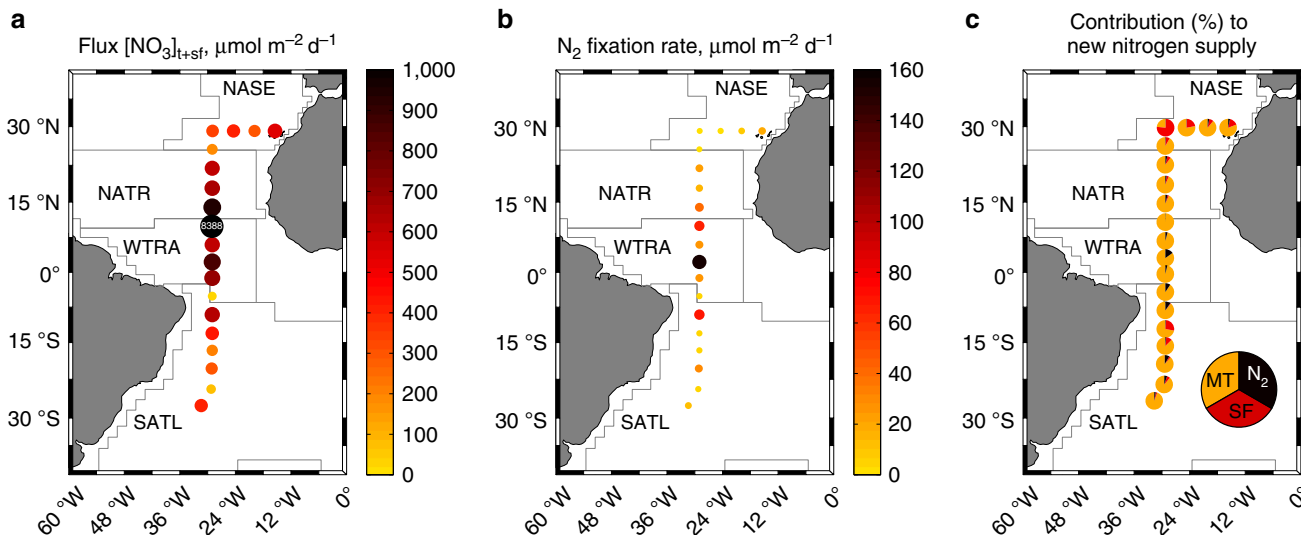 a
Flux [NO₃]ₜ₊ₛf, μmol m⁻² d⁻¹
30 °N
15 °N
0°
15 °S
30 °S
60 °W
48 °W
36 °W
24 °W
12 °W
0°
NASE
NATR
WTRA
SATL
8388
1,000
900
800
700
600
500
400
300
200
100
0
b
N₂ fixation rate, μmol m⁻² d⁻¹
30 °N
15 °N
0°
15 °S
30 °S
60 °W
48 °W
36 °W
24 °W
12 °W
0°
NASE
NATR
WTRA
SATL
160
140
120
100
80
60
40
20
0
c
Contribution (%) to
new nitrogen supply
30 °N
15 °N
0°
15 °S
30 °S
60 °W
48 °W
36 °W
24 °W
12 °W
0°
NASE
NATR
WTRA
SATL
MT
N₂
SF